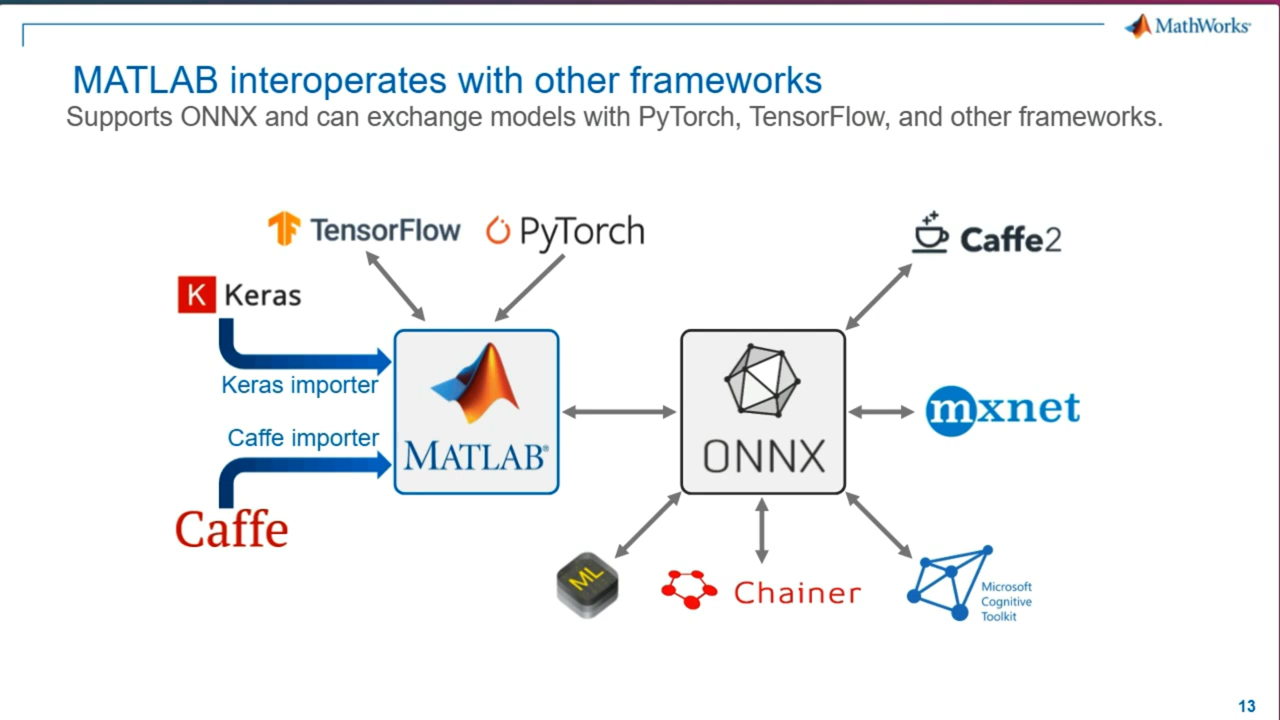 MathWorks®
MATLAB interoperates with other frameworks
Supports ONNX and can exchange models with PyTorch, TensorFlow, and other frameworks.
TensorFlow
PyTorch
Caffe2
K Keras
Keras importer
Caffe importer
MATLAB®
ONNX
mxnet
Caffe
ML
Chainer
Microsoft
Cognitive
Toolkit
13